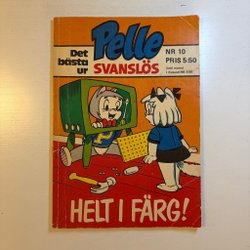 Det
bästa
ur
Pelle
SVANSLÖS
NR 10
PRIS 5:50
HELT I FÄRG!